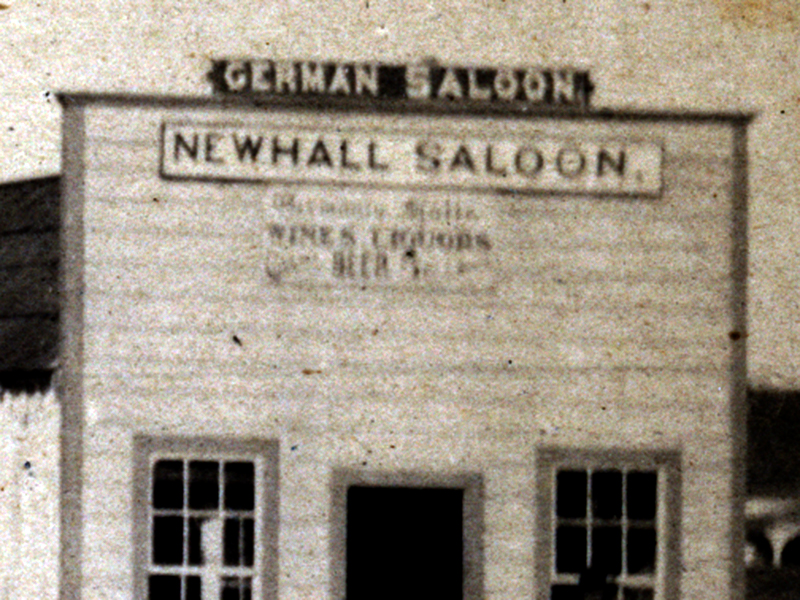 GERMAN SALOON.
NEWHALL SALOON.
WINES LIQUORS
BEER